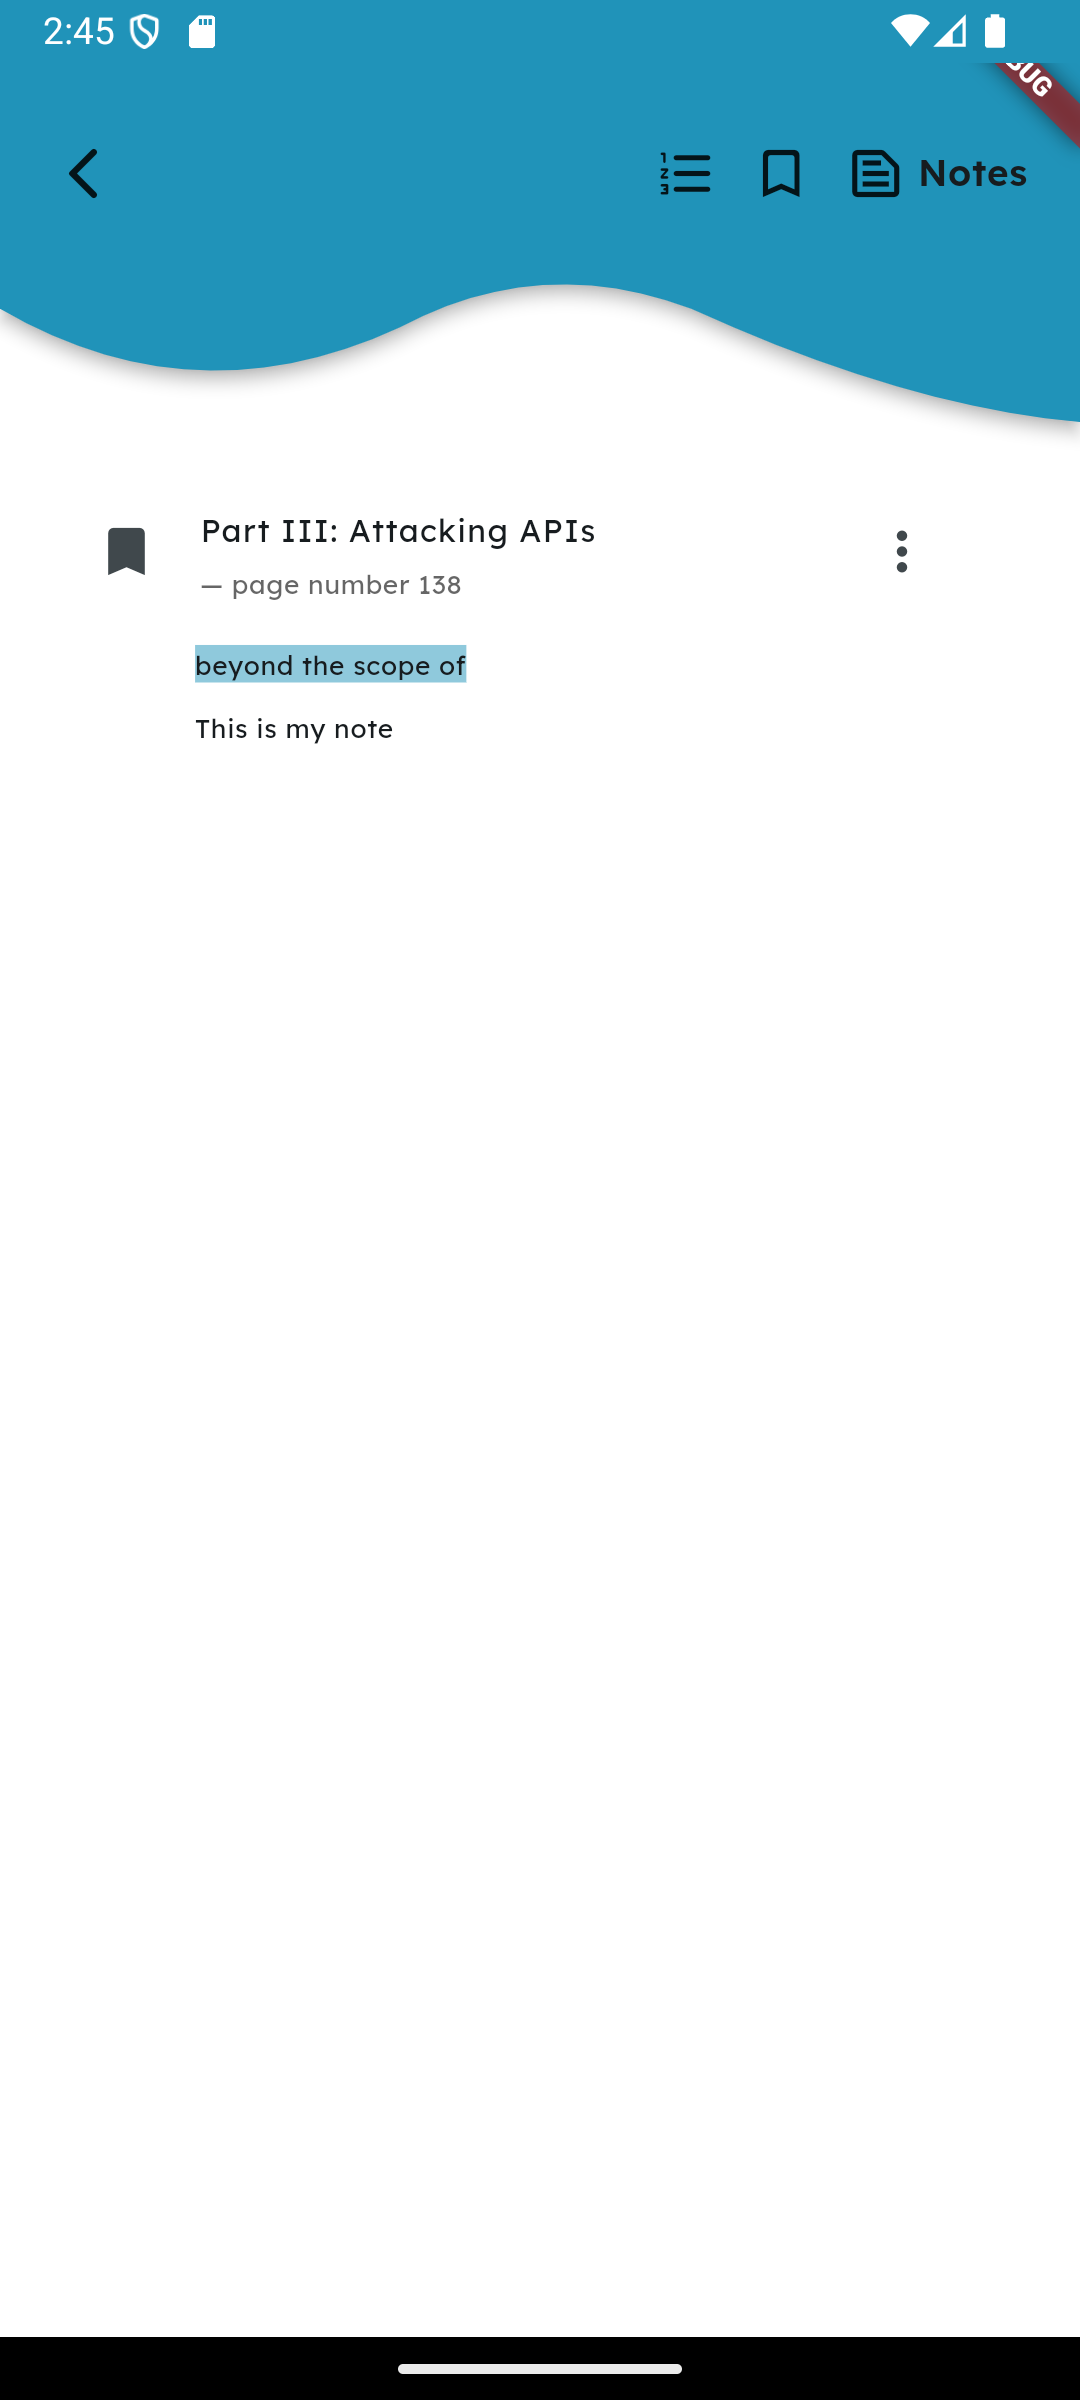 2:45
BUG
Notes
Part III: Attacking APIs
— page number 138
beyond the scope of
This is my note